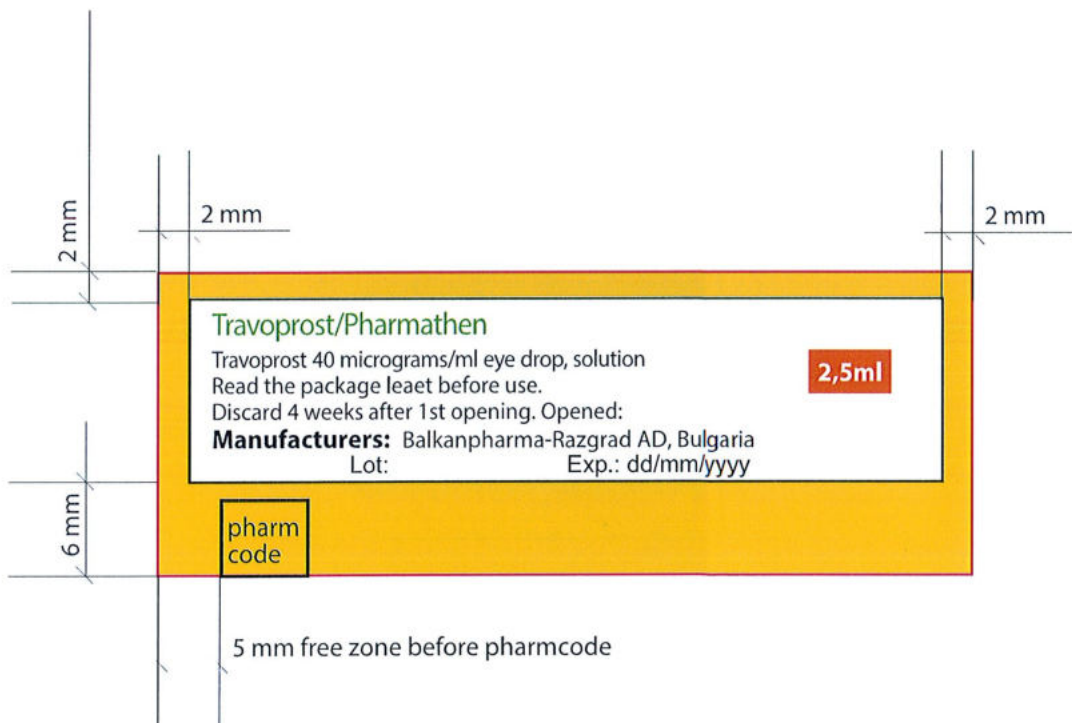 2 mm
2 mm
2 mm
Travoprost/Pharmathen
Travoprost 40 micrograms/ml eye drop, solution
2,5ml
Read the package leaet before use.
Discard 4 weeks after 1st opening. Opened:
Manufacturers: Balkanpharma-Razgrad AD, Bulgaria
Lot: Exp.: dd/mm/yyyy
6 mm
pharm
code
5 mm free zone before pharmcode